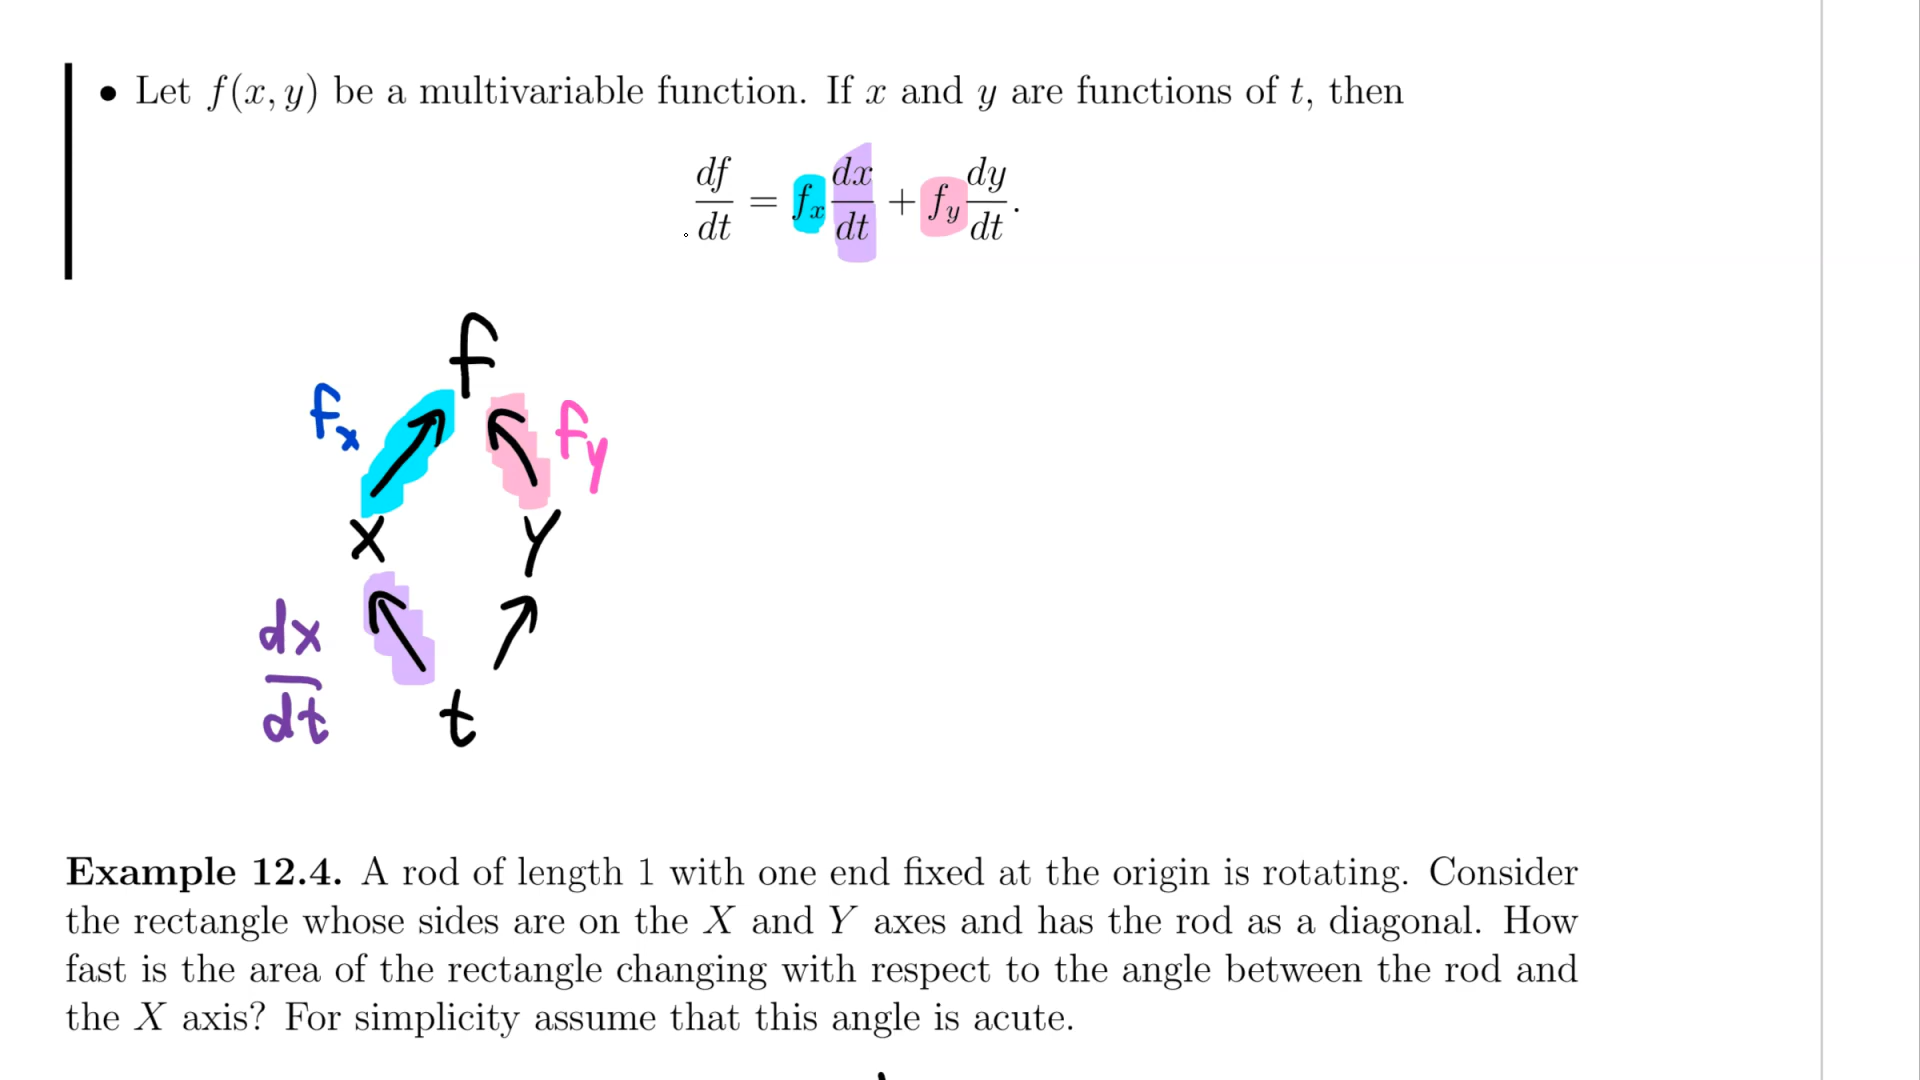 • Let f(x, y) be a multivariable function. If x and y are functions of t, then
df/dt = f_x dx/dt + f_y dy/dt.
f
f_x f_y
x y
dx/dt
t
Example 12.4. A rod of length 1 with one end fixed at the origin is rotating. Consider
the rectangle whose sides are on the X and Y axes and has the rod as a diagonal. How
fast is the area of the rectangle changing with respect to the angle between the rod and
the X axis? For simplicity assume that this angle is acute.